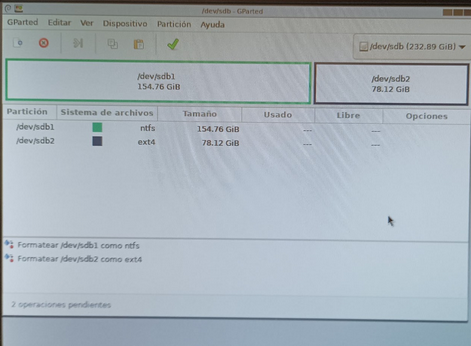 /dev/sdb - GParted
GParted Editar Ver Dispositivo Partición Ayuda
/dev/sdb (232.89 GiB)
/dev/sdb1
154.76 GiB
/dev/sdb2
78.12 GiB
Partición Sistema de archivos Tamaño Usado Libre Opciones
/dev/sdb1 ntfs 154.76 GiB --- ---
/dev/sdb2 ext4 78.12 GiB --- ---
Formatear /dev/sdb1 como ntfs
Formatear /dev/sdb2 como ext4
2 operaciones pendientes